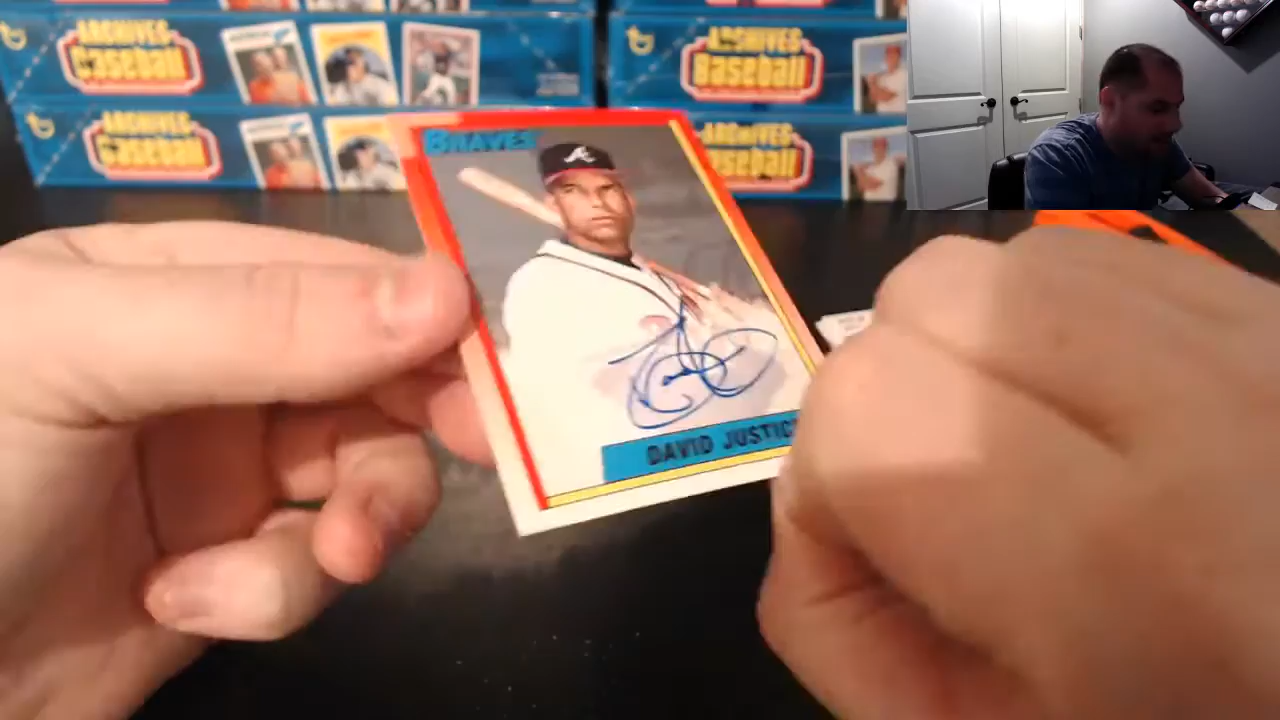 ARCHIVES
Baseball
ARCHIVES
Baseball
ARCHIVES
Baseball
ARCHIVES
Baseball
BRAVES
A
DAVID JUSTIC